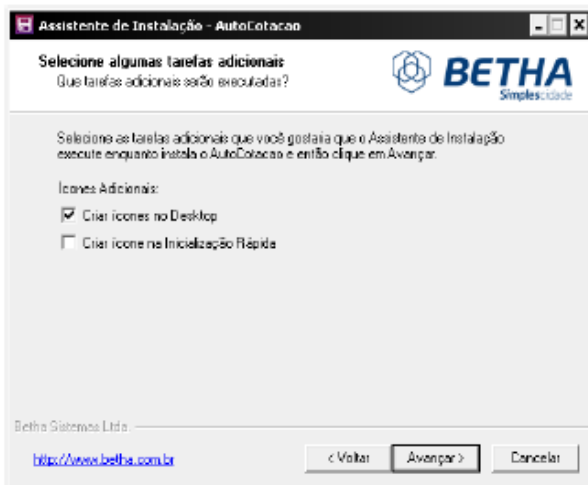 Assistente de Instalação - AutoCotacao
Selecione algumas tarefas adicionais
Que tarefas adicionais serão executadas?
BETHA
Simplescidade
Selecione as tarefas adicionais que você gostaria que o Assistente de Instalação
execute enquanto instala o AutoCotacao e então clique em Avançar.
Ícones Adicionais:
Criar ícones no Desktop
Criar ícone na Inicialização Rápida
Betha Sistemas Ltda.
http://www.betha.com.br
< Voltar
Avançar >
Cancelar